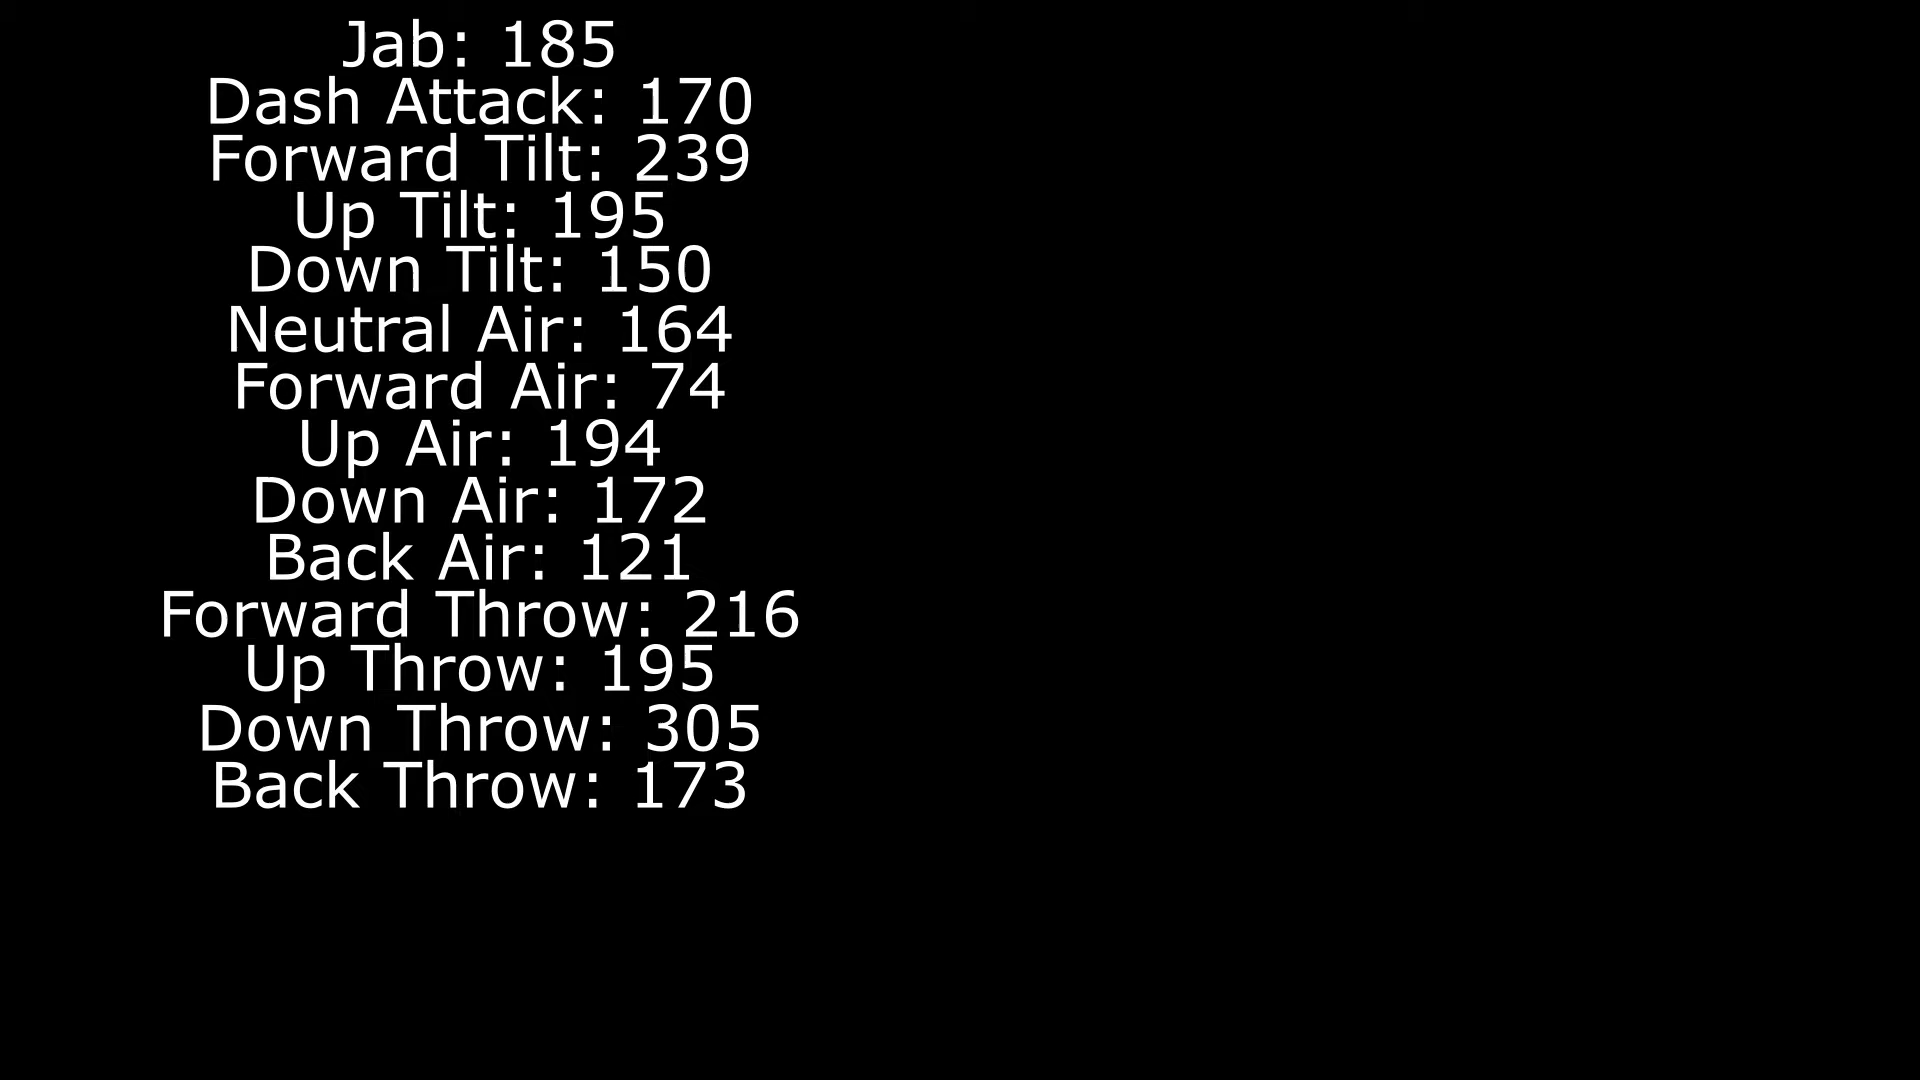 Jab: 185
Dash Attack: 170
Forward Tilt: 239
Up Tilt: 195
Down Tilt: 150
Neutral Air: 164
Forward Air: 74
Up Air: 194
Down Air: 172
Back Air: 121
Forward Throw: 216
Up Throw: 195
Down Throw: 305
Back Throw: 173